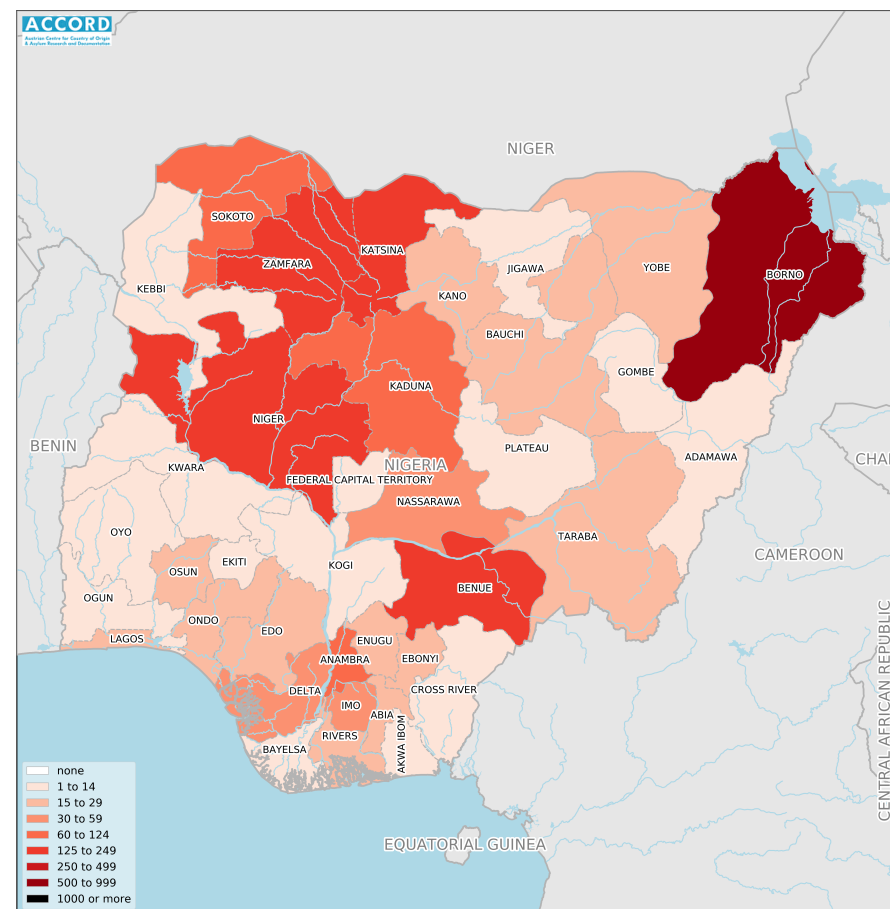 ACCORD
Austrian Centre for Country of Origin
& Asylum Research and Documentation
NIGER
SOKOTO
KATSINA
ZAMFARA
JIGAWA
YOBE
BORNO
KEBBI
KANO
BAUCHI
GOMBE
KADUNA
NIGER
BENIN
PLATEAU
ADAMAWA
CHAD
KWARA
NIGERIA
FEDERAL CAPITAL TERRITORY
NASSARAWA
OYO
TARABA
CAMEROON
EKITI
KOGI
OSUN
BENUE
OGUN
ONDO
LAGOS
EDO
ENUGU
ANAMBRA
EBONYI
DELTA
CROSS RIVER
IMO
ABIA
RIVERS
AKWA IBOM
BAYELSA
CENTRAL AFRICAN REPUBLIC
EQUATORIAL GUINEA
none
1 to 14
15 to 29
30 to 59
60 to 124
125 to 249
250 to 499
500 to 999
1000 or more